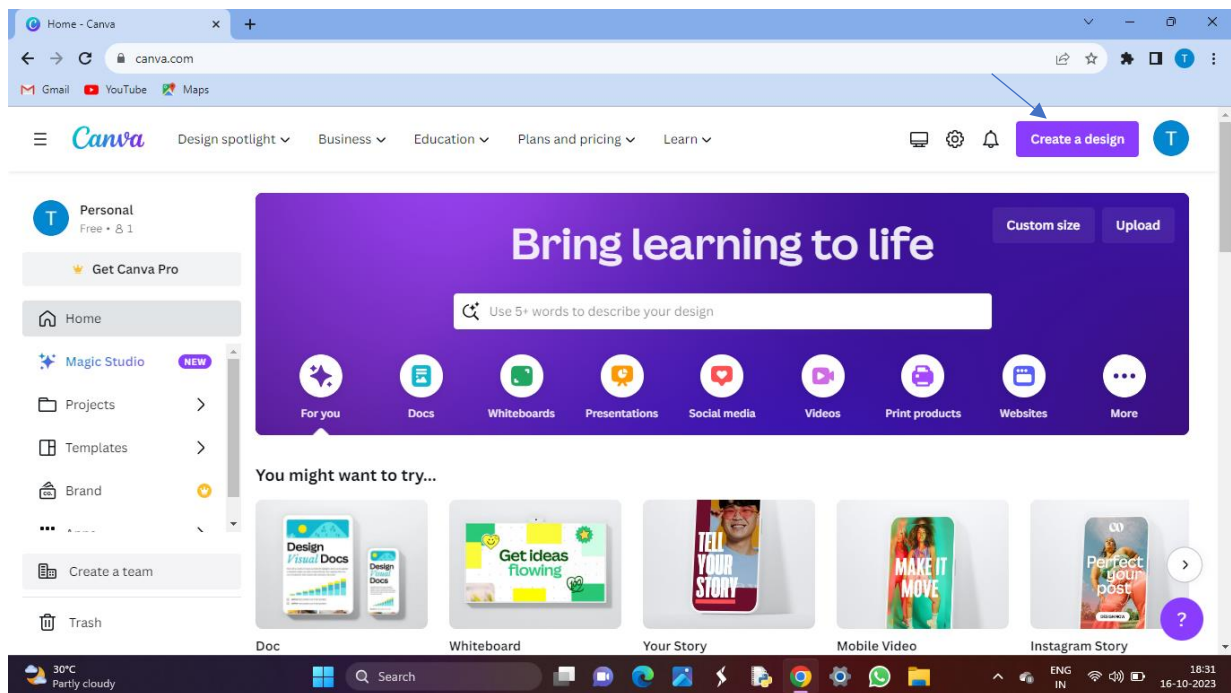 Home - Canva
canva.com
T
Gmail YouTube Maps
Canva Design spotlight Business Education Plans and pricing Learn Create a design T
T Personal
Free • 1
Get Canva Pro
Home
Magic Studio NEW
Projects
Templates
CO. Brand
Create a team
Trash
Bring learning to life
Custom size Upload
Use 5+ words to describe your design
For you Docs Whiteboards Presentations Social media Videos Print products Websites More
You might want to try...
Design
Visual Docs
Design
Visual
Docs
Get ideas
flowing
TELL
YOUR
STORY
MAKE IT
MOVE
CO
Perfect
your
post
?
Doc Whiteboard Your Story Mobile Video Instagram Story
30°C
Partly cloudy
Search
ENG
IN
18:31
16-10-2023